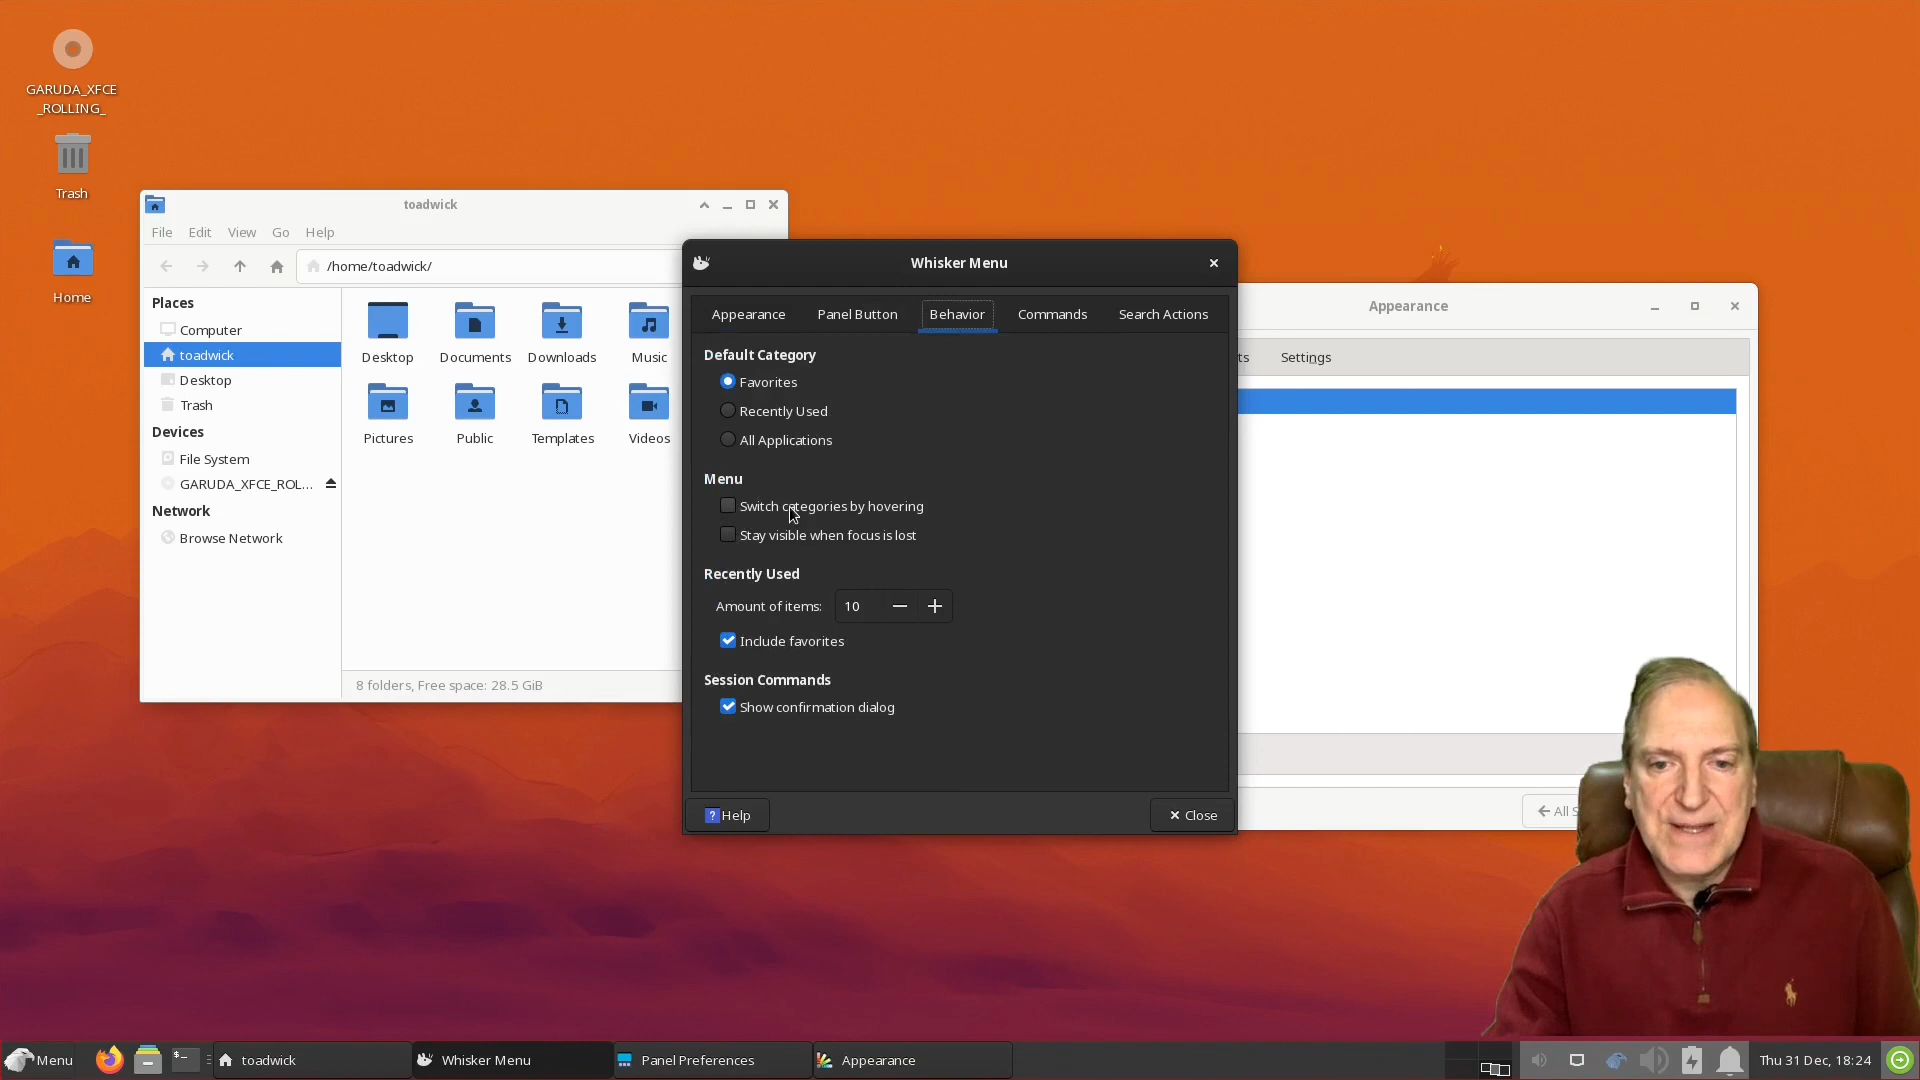 GARUDA_XFCE
_ROLLING_
Trash
Home
toadwick
File Edit View Go Help
/home/toadwick/
Places
Computer
toadwick
Desktop
Trash
Devices
File System
GARUDA_XFCE_ROL...
Network
Browse Network
Desktop Documents Downloads Music
Pictures Public Templates Videos
8 folders, Free space: 28.5 GiB
Whisker Menu
Appearance Panel Button Behavior Commands Search Actions
Default Category
Favorites
Recently Used
All Applications
Menu
Switch categories by hovering
Stay visible when focus is lost
Recently Used
Amount of items: 10
Include favorites
Session Commands
Show confirmation dialog
? Help
Close
Appearance
ts Settings
All S
Menu
$-
toadwick
Whisker Menu
Panel Preferences
Appearance
Thu 31 Dec, 18:24